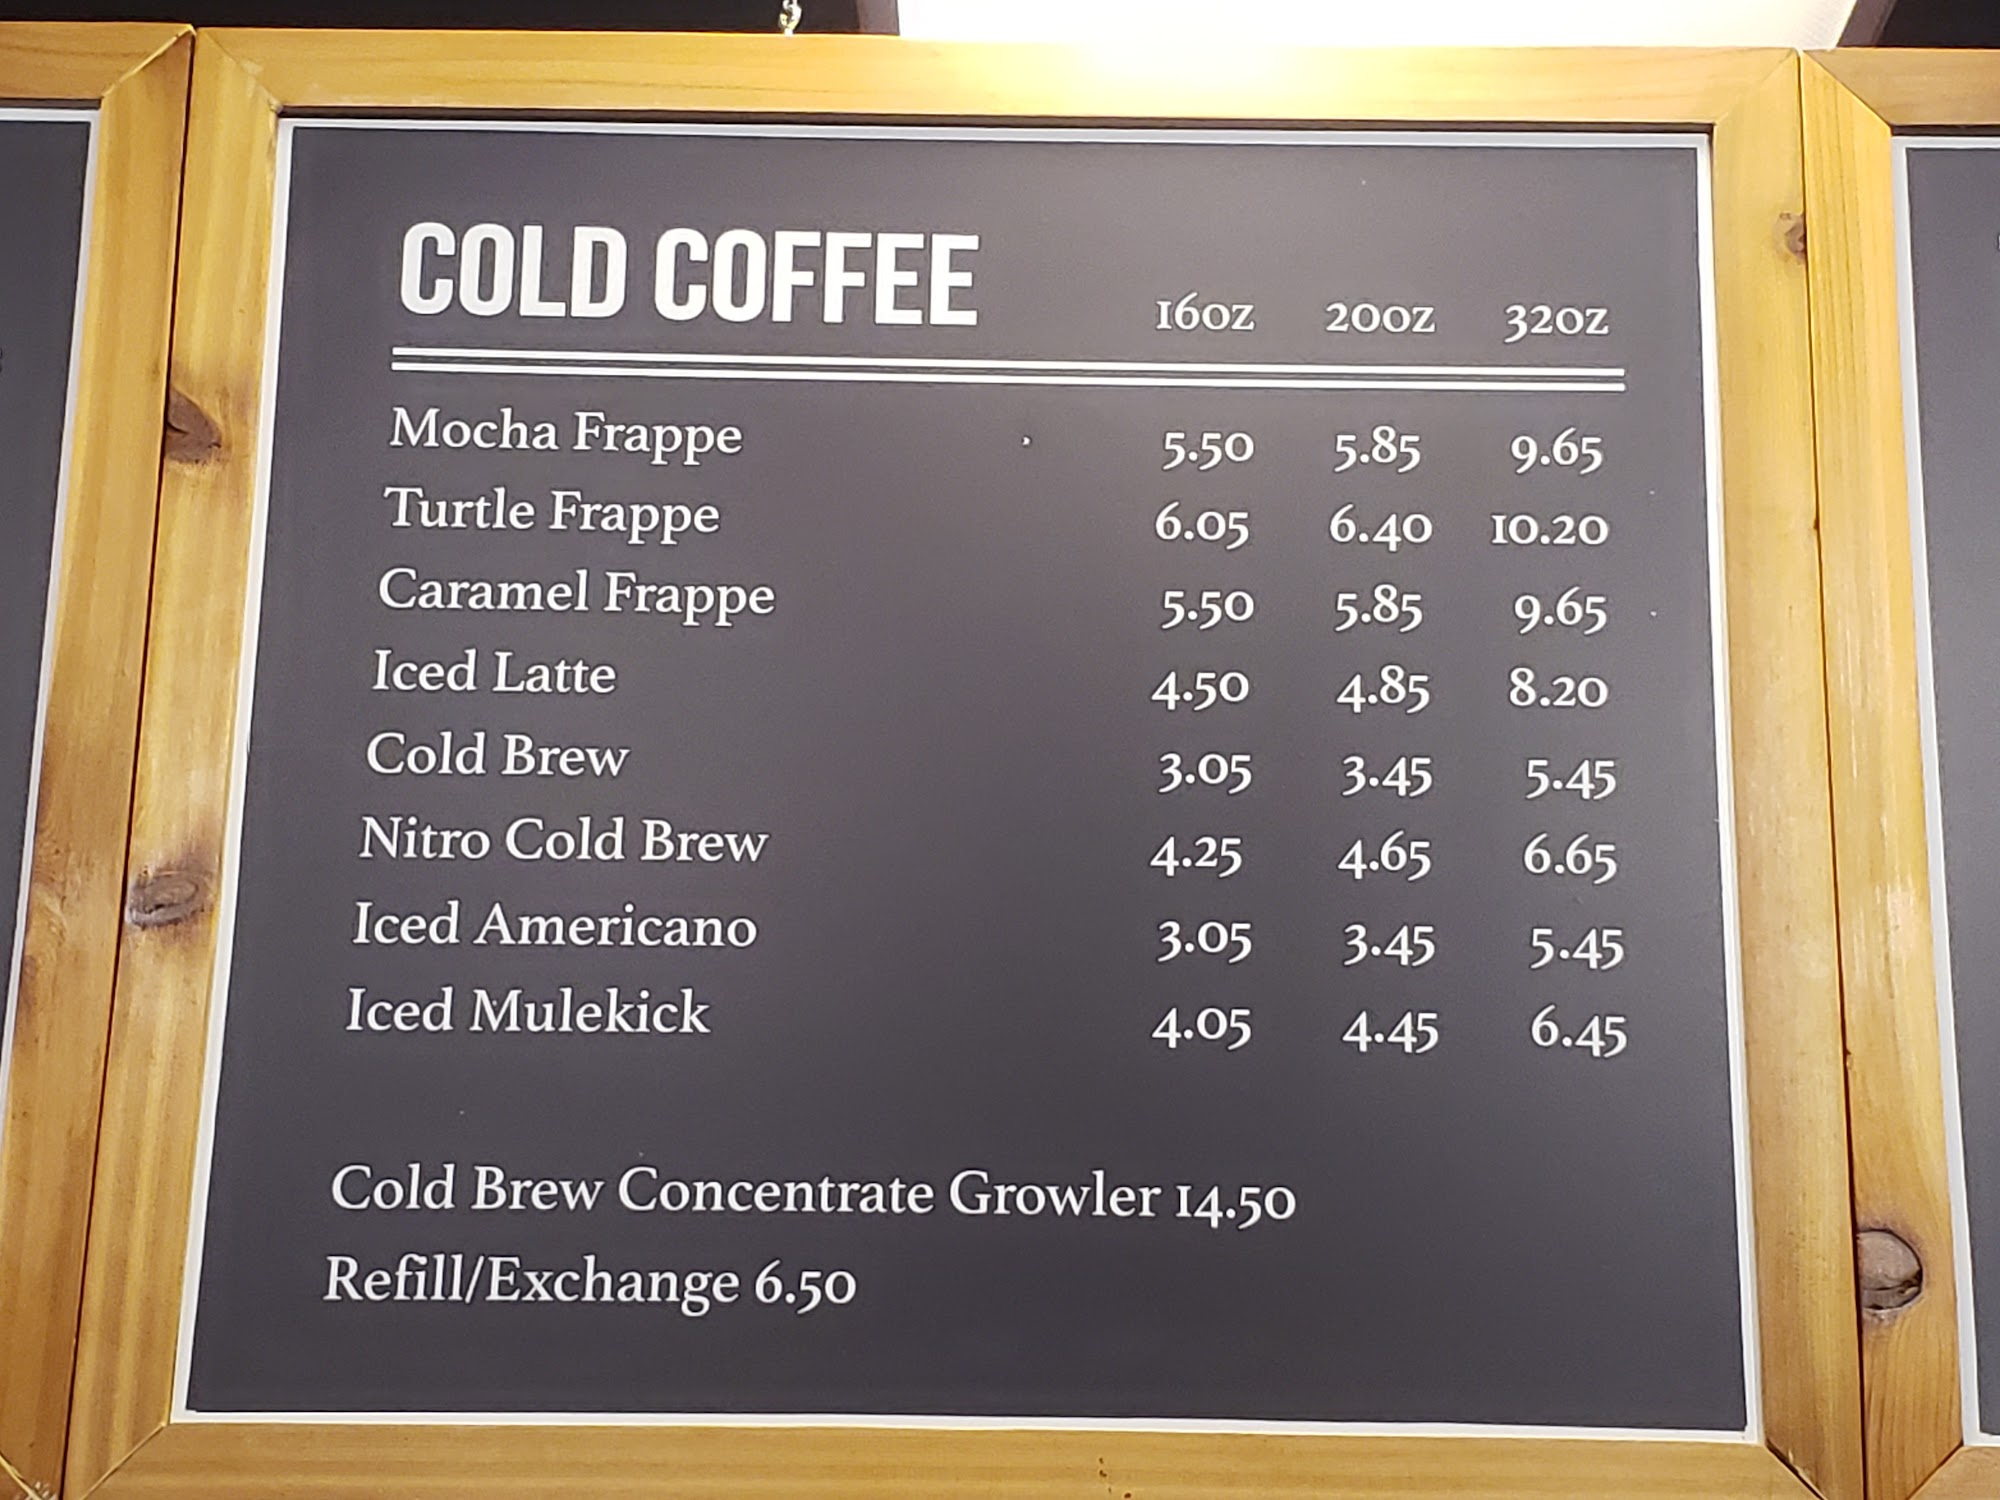 COLD COFFEE 16oz 20oz 32oz
Mocha Frappe 5.50 5.85 9.65
Turtle Frappe 6.05 6.40 10.20
Caramel Frappe 5.50 5.85 9.65
Iced Latte 4.50 4.85 8.20
Cold Brew 3.05 3.45 5.45
Nitro Cold Brew 4.25 4.65 6.65
Iced Americano 3.05 3.45 5.45
Iced Mulekick 4.05 4.45 6.45
Cold Brew Concentrate Growler 14.50
Refill/Exchange 6.50